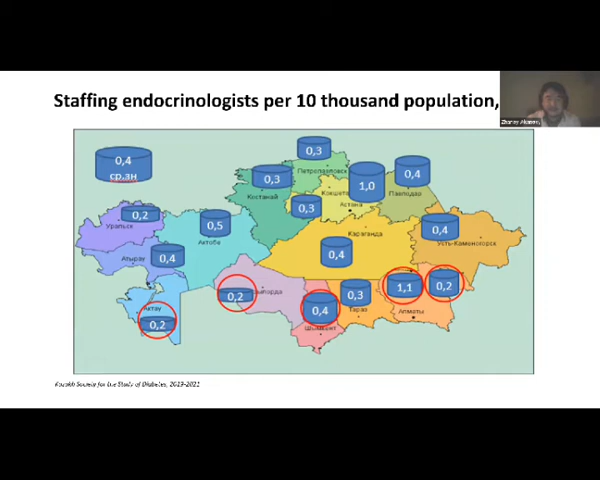 Staffing endocrinologists per 10 thousand population,
0,4
ср.зн
0,3
Петропавловск
0,3
Костанай
1,0
Астана
0,4
Павлодар
0,3
0,2
Уральск
0,5
Актобе
0,4
Усть-Каменогорск
Караганда
0,4
0,4
Атырау
0,2
0,3
Тараз
1,1
0,2
0,4
Алматы
Актау
0,2
Шымкент
Kazakh Society for the Study of Diabetes, 2019-2021